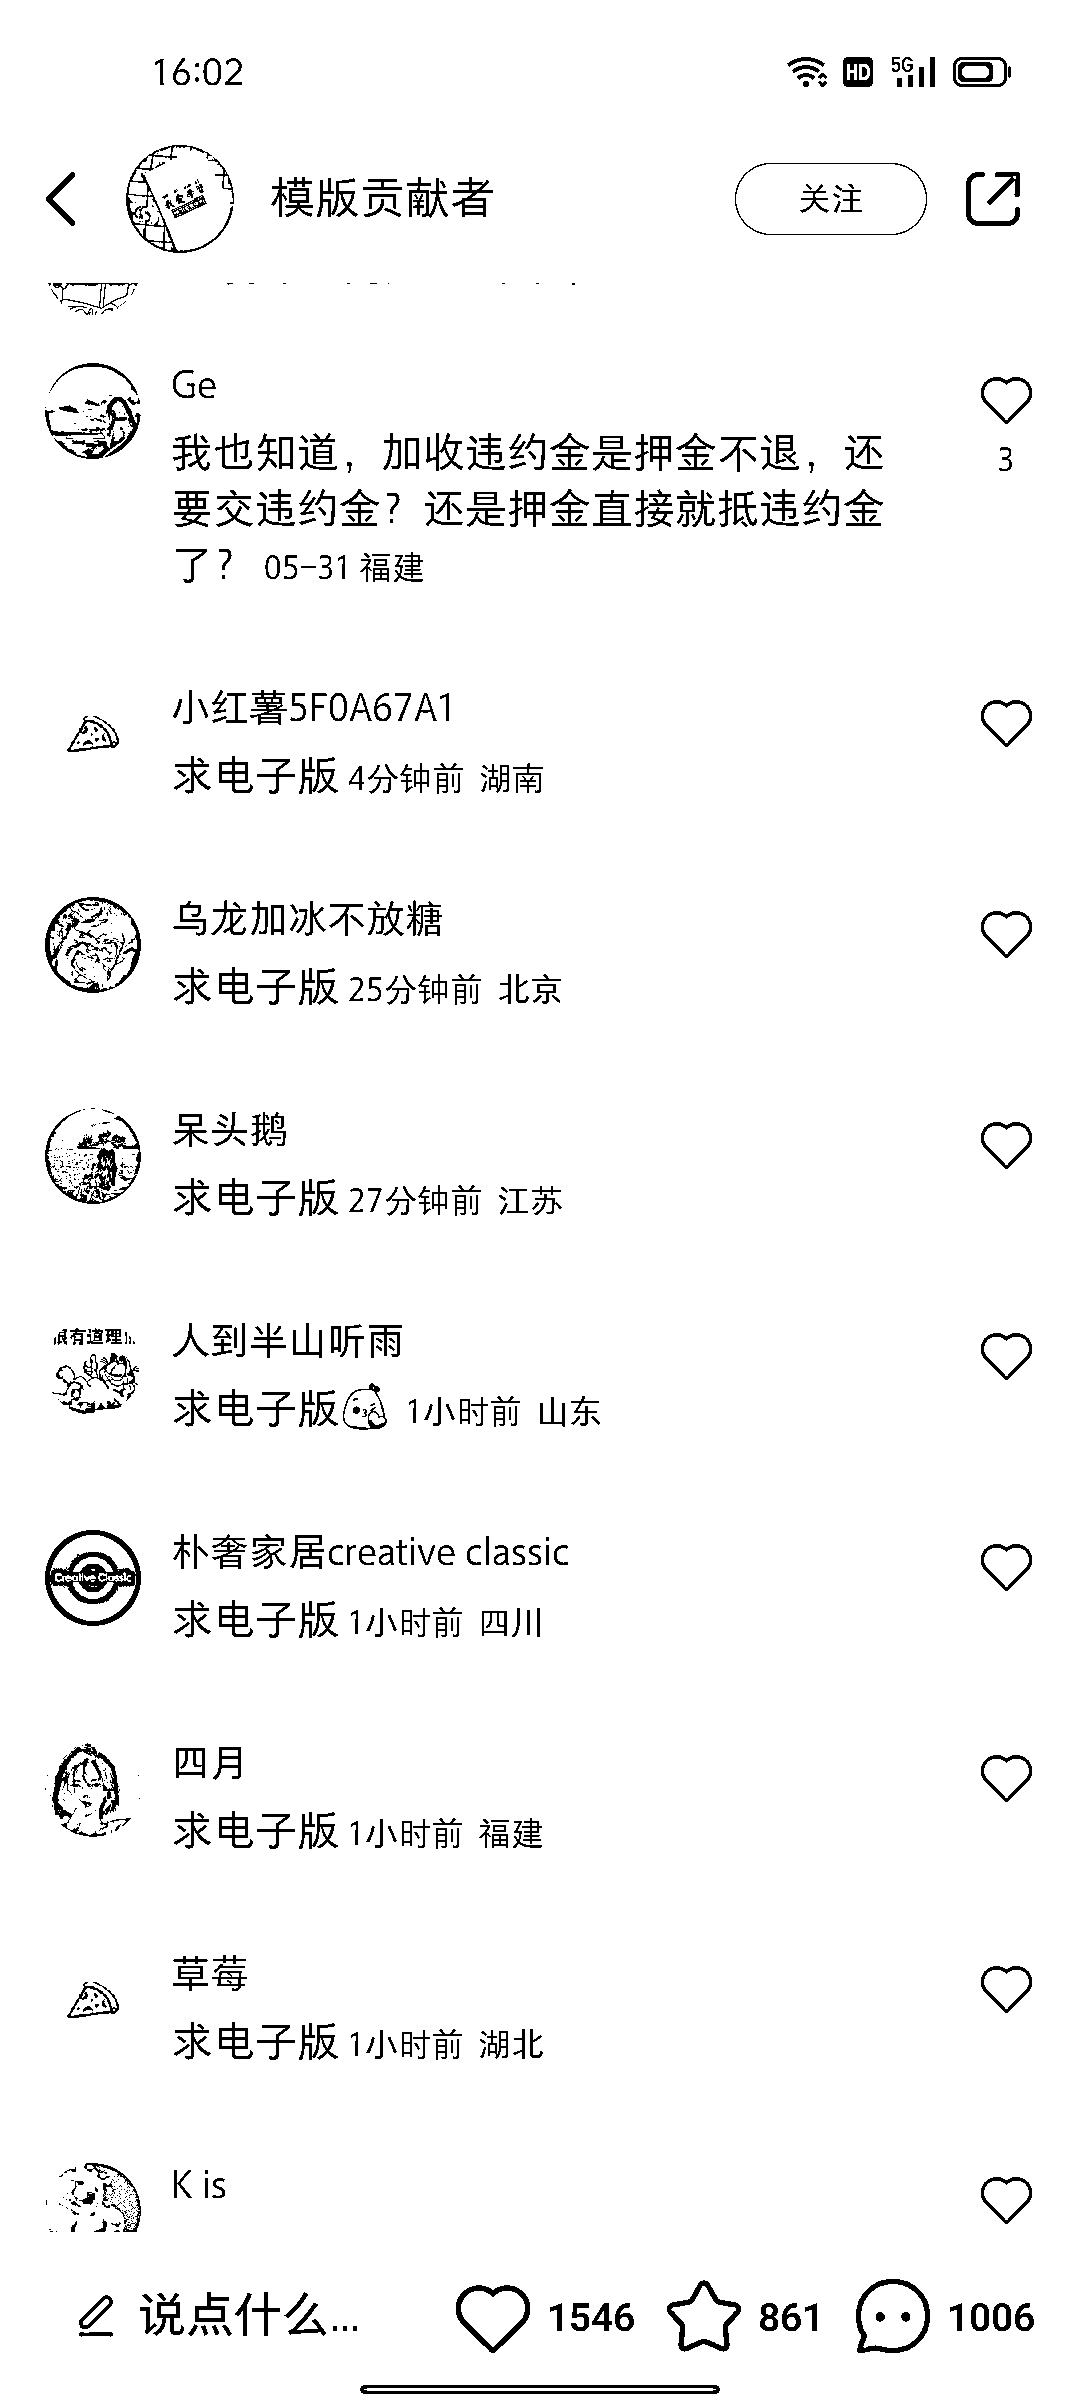 16:02
HD 5G
模版贡献者
关注
Ge
我也知道，加收违约金是押金不退，还
要交违约金？还是押金直接就抵违约金
了？ 05-31 福建
3
小红薯5F0A67A1
求电子版 4分钟前 湖南
乌龙加冰不放糖
求电子版 25分钟前 北京
呆头鹅
求电子版 27分钟前 江苏
有道理
人到半山听雨
求电子版 1小时前 山东
朴奢家居creative classic
Creative Classic
求电子版 1小时前 四川
四月
求电子版 1小时前 福建
草莓
求电子版 1小时前 湖北
K is
说点什么...
1546
861
1006